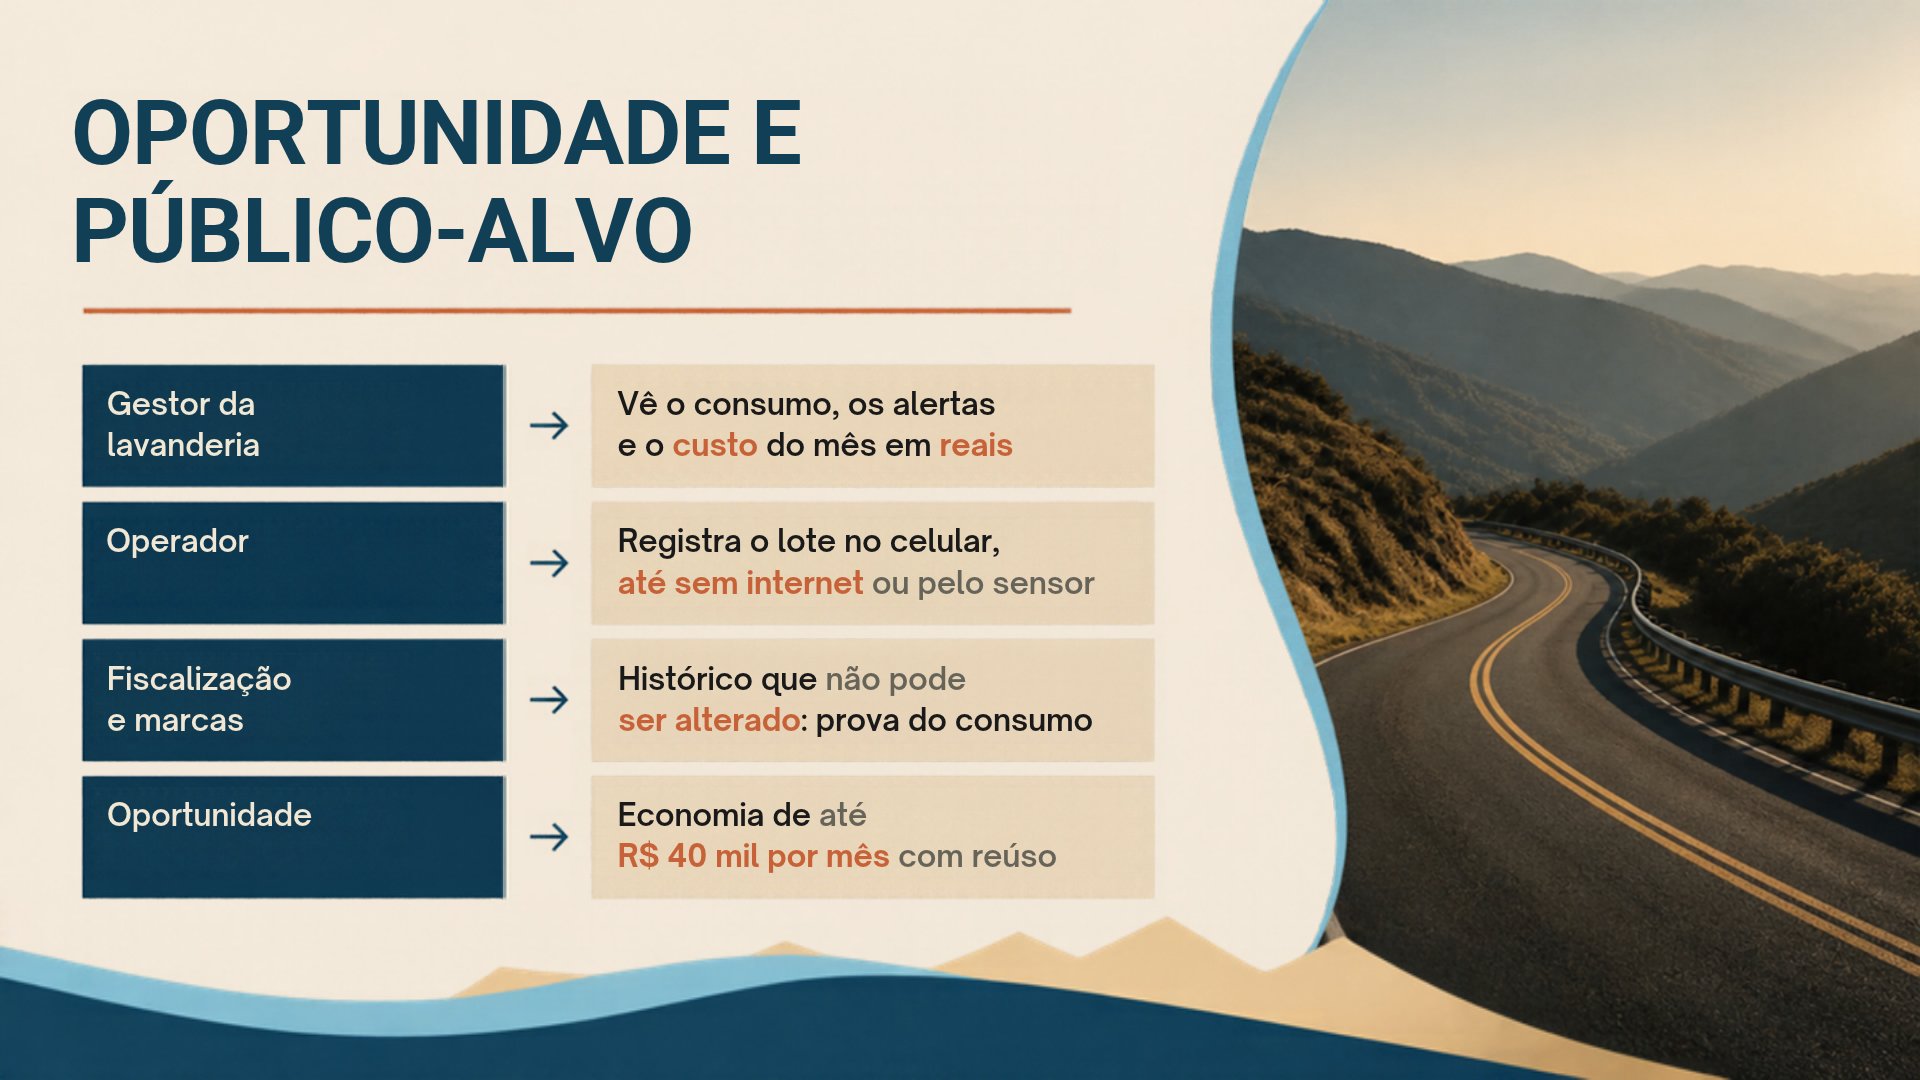 OPORTUNIDADE E
PÚBLICO-ALVO
Gestor da
lavanderia
→
Vê o consumo, os alertas
e o custo do mês em reais
Operador
→
Registra o lote no celular,
até sem internet ou pelo sensor
Fiscalização
e marcas
→
Histórico que não pode
ser alterado: prova do consumo
Oportunidade
→
Economia de até
R$ 40 mil por mês com reúso